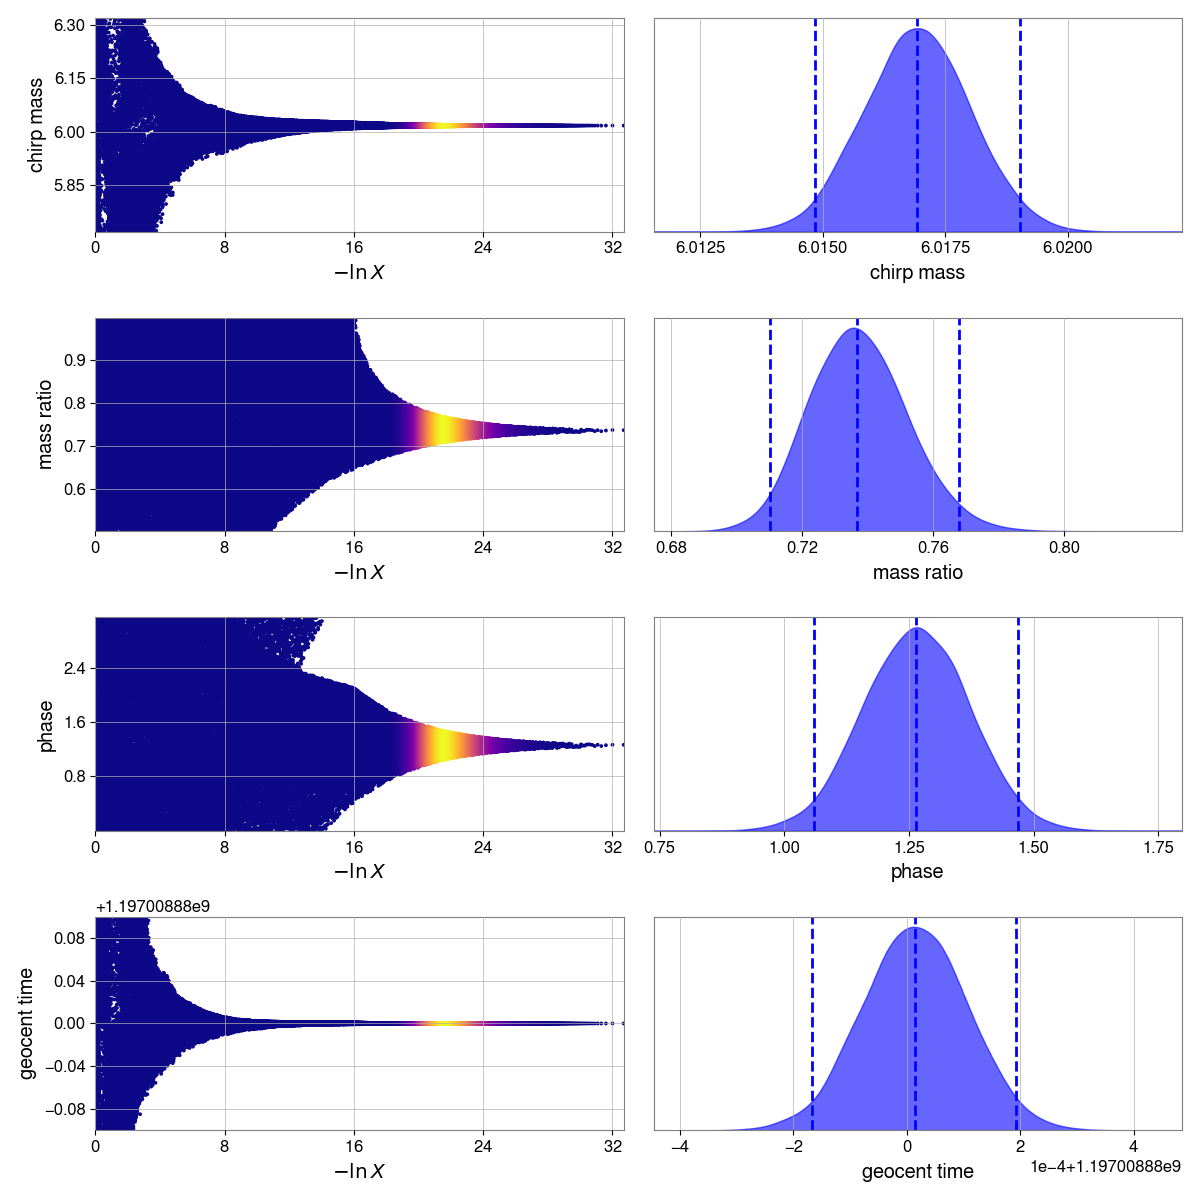 6.30
6.15
6.00
5.85
chirp mass
0 8 16 24 32
−ln X
6.0125 6.0150 6.0175 6.0200
chirp mass
0.9
0.8
0.7
0.6
mass ratio
0 8 16 24 32
−ln X
0.68 0.72 0.76 0.80
mass ratio
2.4
1.6
0.8
phase
0 8 16 24 32
−ln X
0.75 1.00 1.25 1.50 1.75
phase
+1.19700888e9
0.08
0.04
0.00
−0.04
−0.08
geocent time
0 8 16 24 32
−ln X
−4 −2 0 2 4
1e−4+1.19700888e9
geocent time